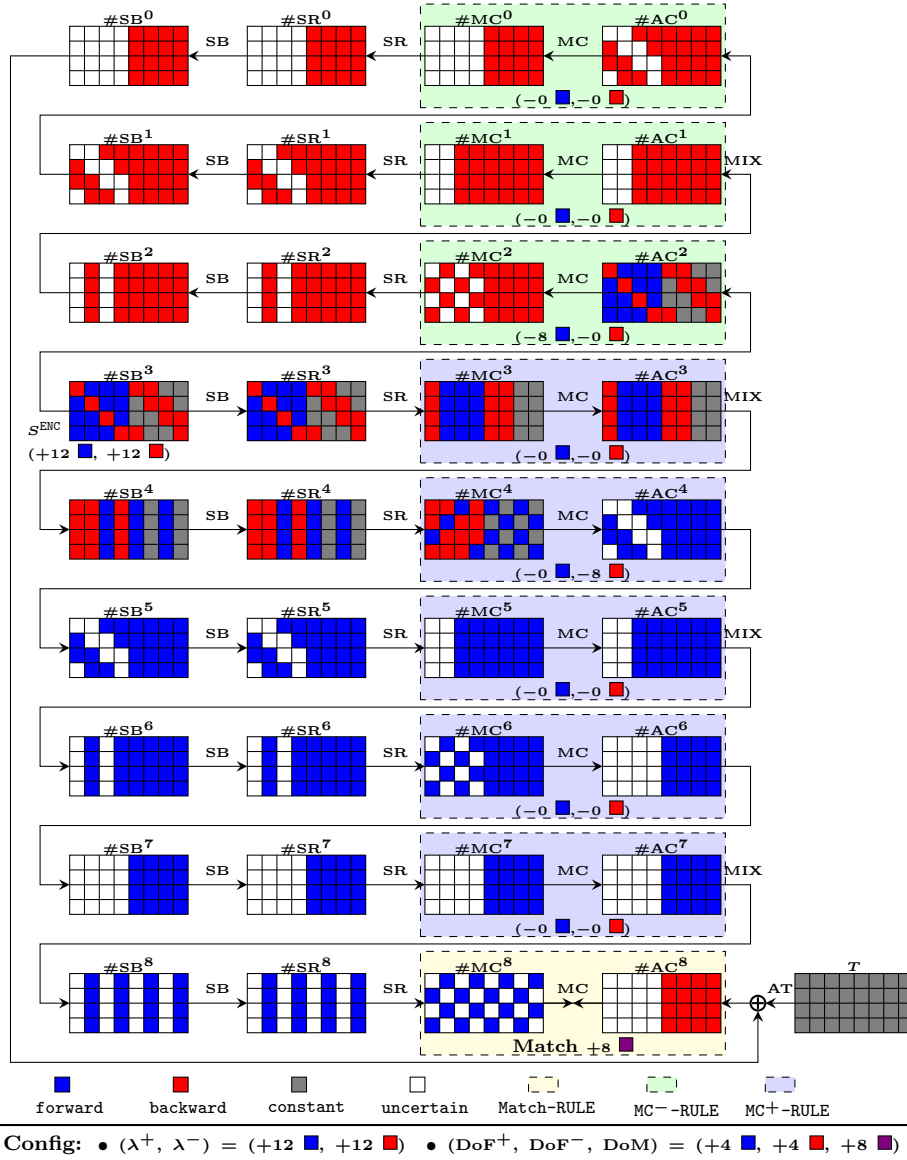 #SB⁰ #SR⁰ #MC⁰ #AC⁰
SB SR MC
(−0 ,−0 )
#SB¹ #SR¹ #MC¹ #AC¹
SB SR MC MIX
(−0 ,−0 )
#SB² #SR² #MC² #AC²
SB SR MC
(−8 ,−0 )
#SB³ #SR³ #MC³ #AC³
SB SR MC MIX
S^ENC
(+12 , +12 )
(−0 ,−0 )
#SB⁴ #SR⁴ #MC⁴ #AC⁴
SB SR MC
(−0 ,−8 )
#SB⁵ #SR⁵ #MC⁵ #AC⁵
SB SR MC MIX
(−0 ,−0 )
#SB⁶ #SR⁶ #MC⁶ #AC⁶
SB SR MC
(−0 ,−0 )
#SB⁷ #SR⁷ #MC⁷ #AC⁷
SB SR MC MIX
(−0 ,−0 )
#SB⁸ #SR⁸ #MC⁸ #AC⁸ T
SB SR MC AT
Match +8
forward backward constant uncertain Match-RULE MC⁻-RULE MC⁺-RULE
Config: • (λ⁺, λ⁻) = (+12 , +12 ) • (DoF⁺, DoF⁻, DoM) = (+4 , +4 , +8 )